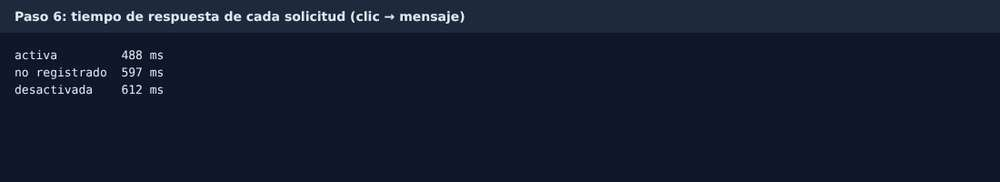 Paso 6: tiempo de respuesta de cada solicitud (clic → mensaje)
activa 488 ms
no registrado 597 ms
desactivada 612 ms